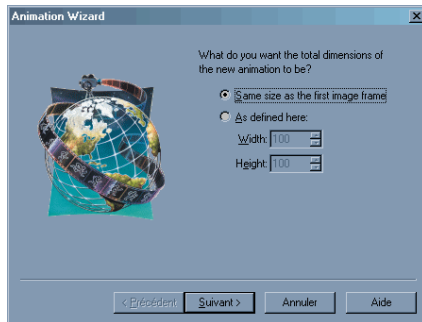 Animation Wizard
What do you want the total dimensions of
the new animation to be?
Same size as the first image frame
As defined here:
Width: 100
Height: 100
< Précédent Suivant > Annuler Aide